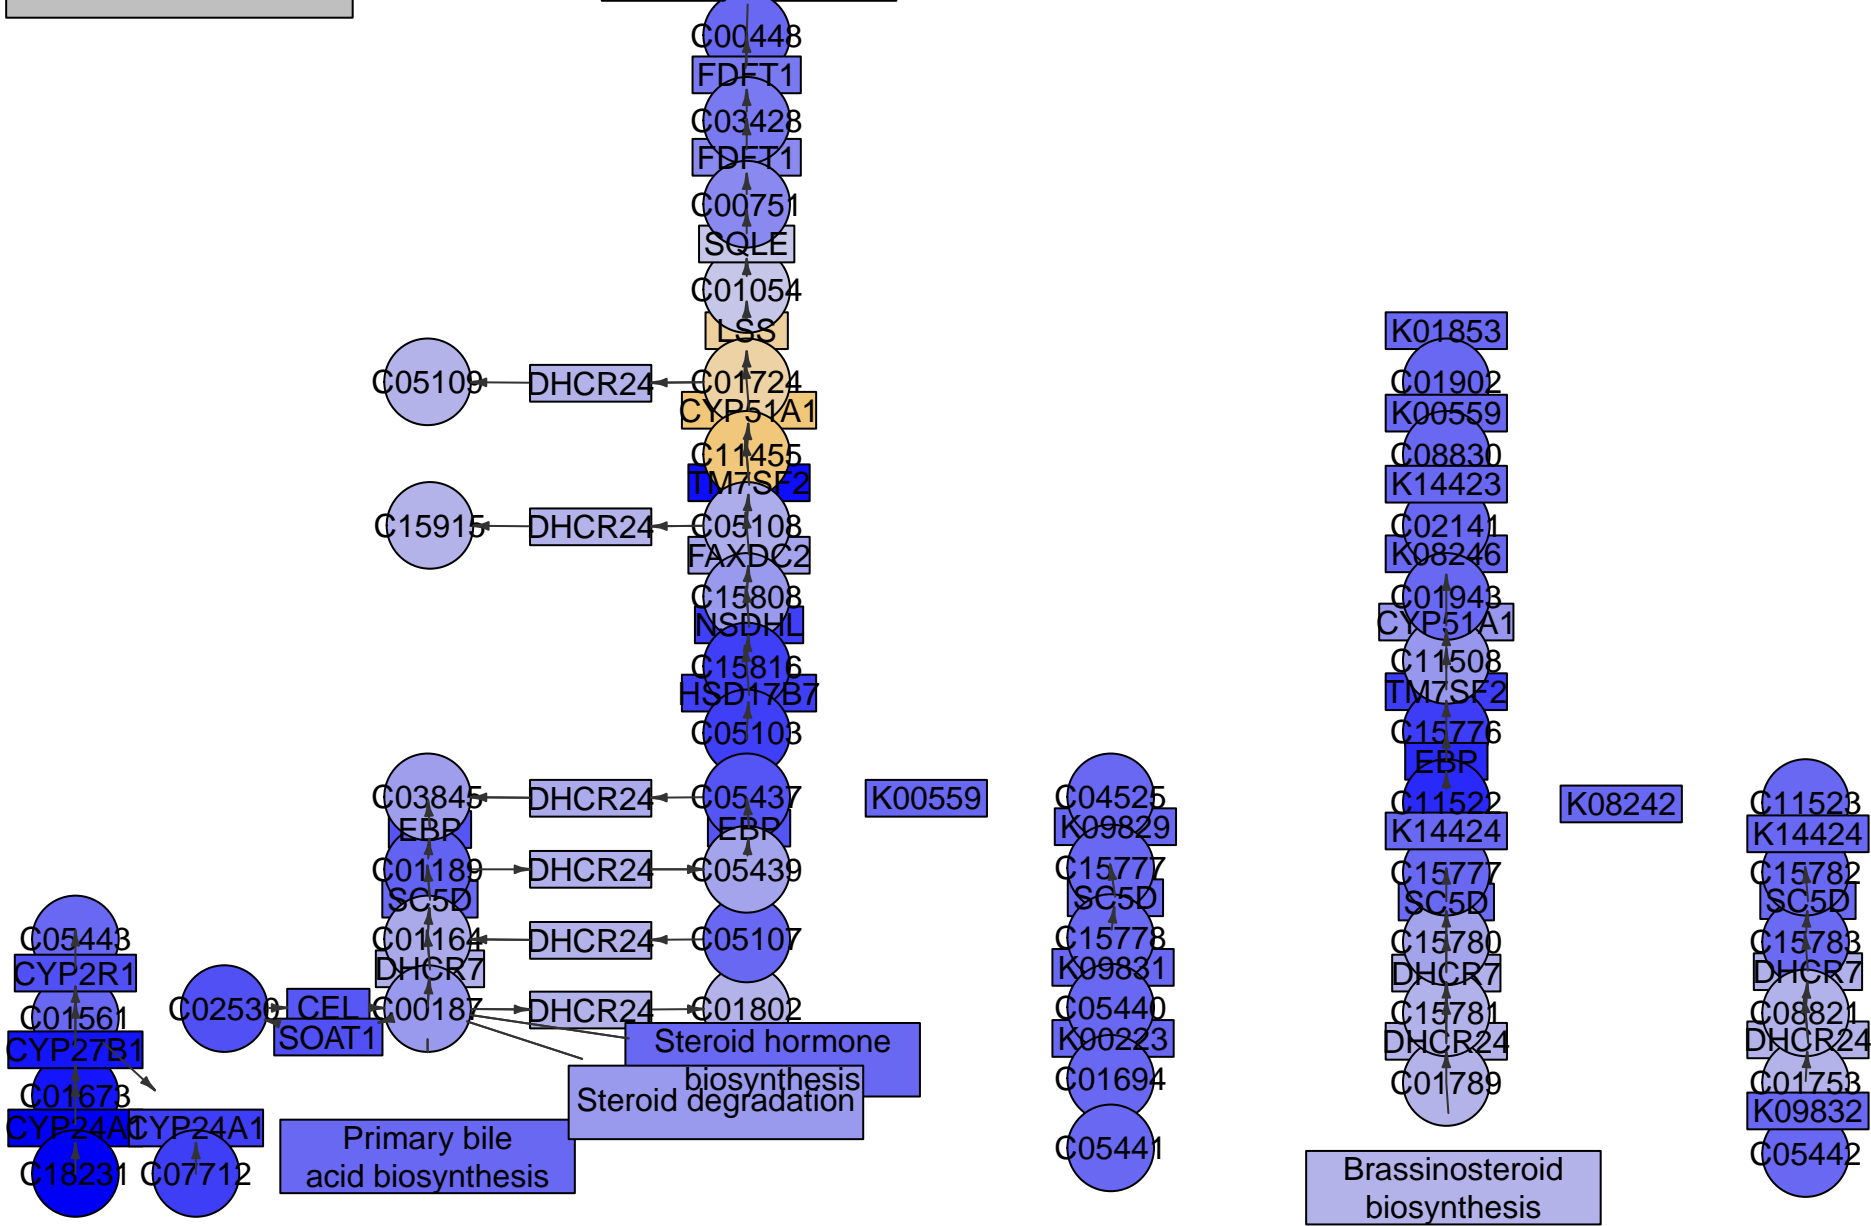 C00448
FDFT1
C03428
FDFT1
C00751
SQLE
C01054
LSS
C05109
DHCR24
C01724
CYP51A1
C11455
TM7SF2
C15915
DHCR24
C05108
FAXDC2
C15808
NSDHL
C15816
HSD17B7
C05103
C03845
DHCR24
C05437
EBP
EBP
C01189
DHCR24
C05439
SC5D
C01164
DHCR24
C05107
DHCR7
C02530
CEL
C00187
DHCR24
C01802
SOAT1
C05443
CYP2R1
C01561
CYP27B1
C01673
CYP24A1
CYP24A1
C18231
C07712
Steroid hormone
biosynthesis
Steroid degradation
Primary bile
acid biosynthesis
K00559
C04525
K09829
C15777
SC5D
C15778
K09831
C05440
K00223
C01694
C05441
K01853
C01902
K00559
C08830
K14423
C02141
K08246
C01943
CYP51A1
C11508
TM7SF2
C15776
EBP
C11522
K14424
C15777
SC5D
C15780
DHCR7
C15781
DHCR24
C01789
Brassinosteroid
biosynthesis
K08242
C11523
K14424
C15782
SC5D
C15783
DHCR7
C08821
DHCR24
C01753
K09832
C05442